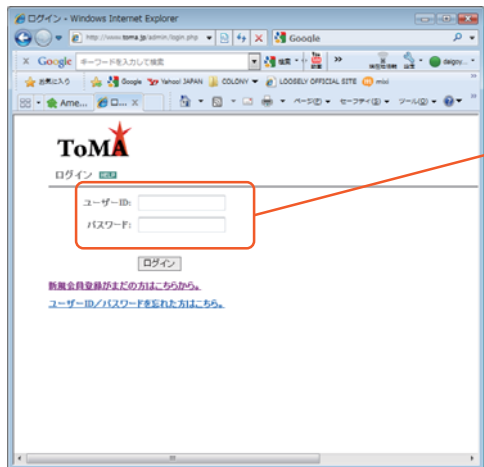 ログイン - Windows Internet Explorer
http://www.toma.jp/admin/login.php
Google
Google
キーワードを入力して検索
検索
お気に入り
Google
Yahoo! JAPAN
COLONY
LOOSELY OFFICIAL SITE
mixi
Ame...
ロ... X
ページ(P)
セーフティ(S)
ツール(O)
ToMA
ログイン HELP
ユーザーID:
パスワード:
ログイン
新規会員登録がまだの方はこちらから。
ユーザーID/パスワードを忘れた方はこちら。